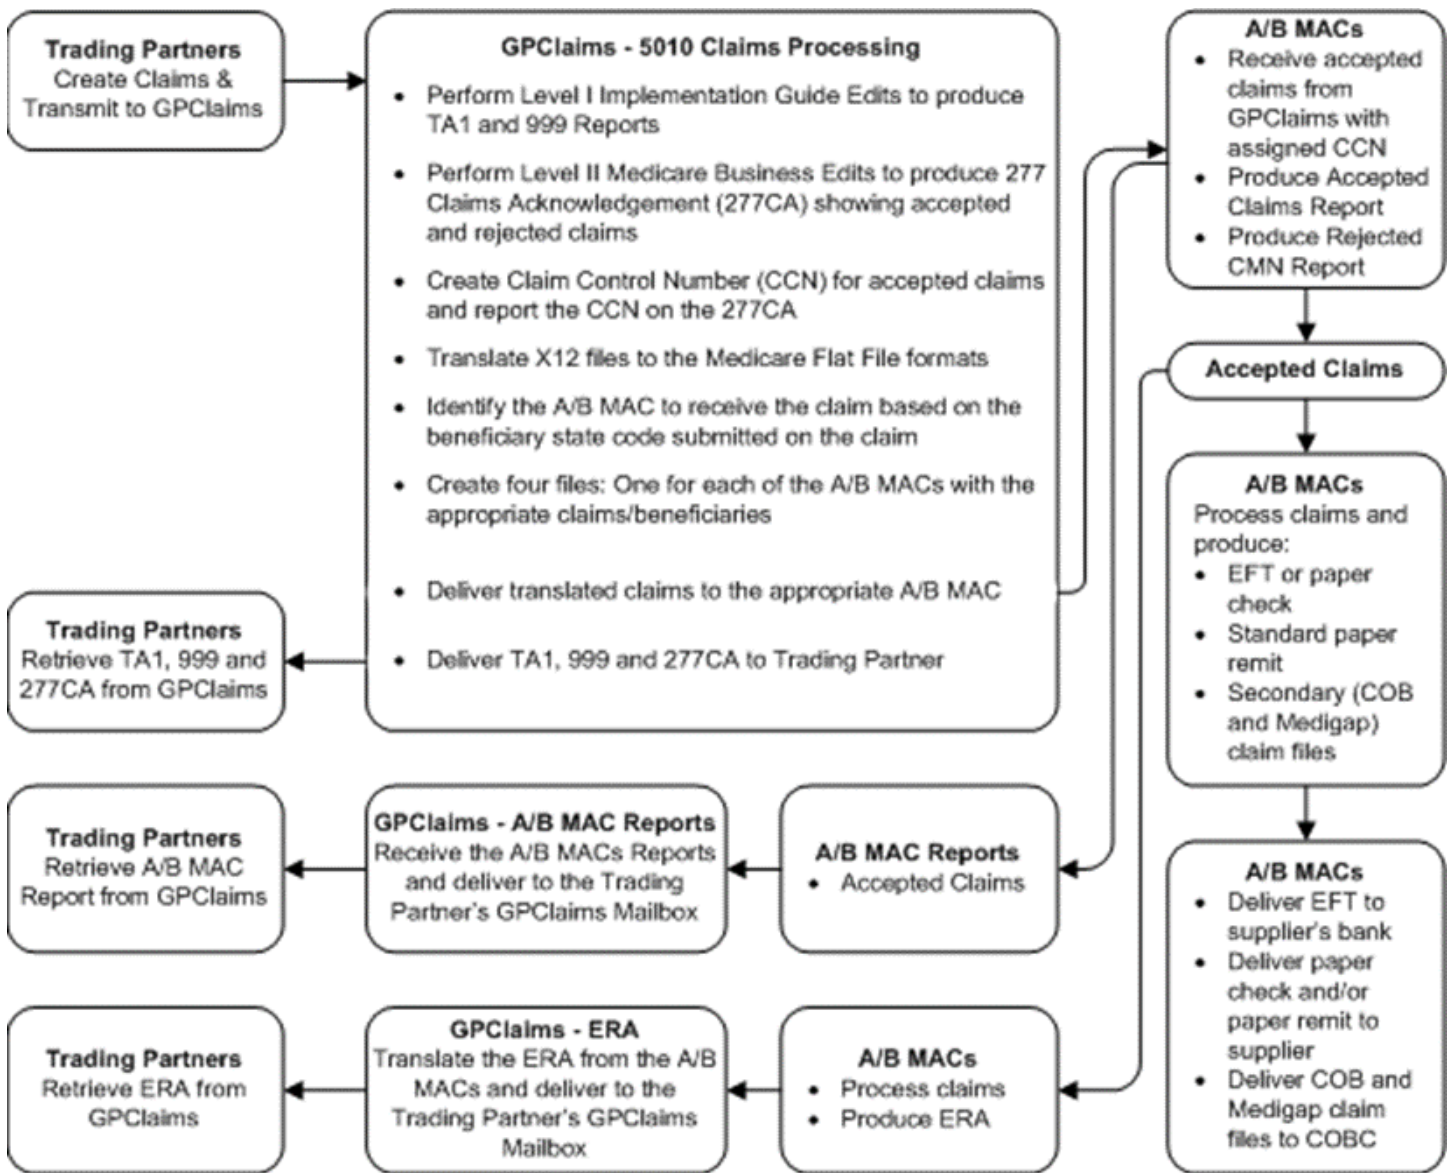 Trading Partners
Create Claims &
Transmit to GPClaims
GPClaims - 5010 Claims Processing
• Perform Level I Implementation Guide Edits to produce
TA1 and 999 Reports
• Perform Level II Medicare Business Edits to produce 277
Claims Acknowledgement (277CA) showing accepted
and rejected claims
• Create Claim Control Number (CCN) for accepted claims
and report the CCN on the 277CA
• Translate X12 files to the Medicare Flat File formats
• Identify the A/B MAC to receive the claim based on the
beneficiary state code submitted on the claim
• Create four files: One for each of the A/B MACs with the
appropriate claims/beneficiaries
• Deliver translated claims to the appropriate A/B MAC
• Deliver TA1, 999 and 277CA to Trading Partner
A/B MACs
• Receive accepted
claims from
GPClaims with
assigned CCN
• Produce Accepted
Claims Report
• Produce Rejected
CMN Report
Accepted Claims
A/B MACs
Process claims and
produce:
• EFT or paper
check
• Standard paper
remit
• Secondary (COB
and Medigap)
claim files
A/B MACs
• Deliver EFT to
supplier's bank
• Deliver paper
check and/or
paper remit to
supplier
• Deliver COB and
Medigap claim
files to COBC
Trading Partners
Retrieve TA1, 999 and
277CA from GPClaims
Trading Partners
Retrieve A/B MAC
Report from GPClaims
GPClaims - A/B MAC Reports
Receive the A/B MACs Reports
and deliver to the Trading
Partner's GPClaims Mailbox
A/B MAC Reports
• Accepted Claims
Trading Partners
Retrieve ERA from
GPClaims
GPClaims - ERA
Translate the ERA from the A/B
MACs and deliver to the
Trading Partner's GPClaims
Mailbox
A/B MACs
• Process claims
• Produce ERA